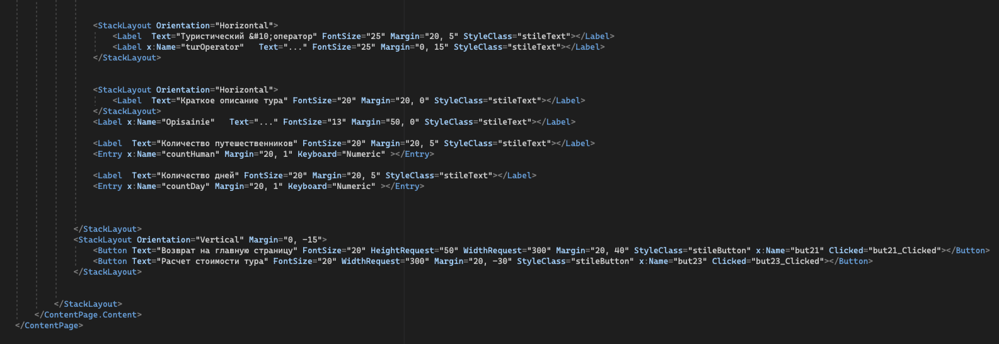 <StackLayout Orientation="Horizontal">
<Label  Text="Туристический &#10;оператор" FontSize="25" Margin="20, 5" StyleClass="stileText"></Label>
<Label x:Name="turOperator"   Text="..." FontSize="25" Margin="0, 15" StyleClass="stileText"></Label>
</StackLayout>
<StackLayout Orientation="Horizontal">
<Label  Text="Краткое описание тура" FontSize="20" Margin="20, 0" StyleClass="stileText"></Label>
</StackLayout>
<Label x:Name="Opisainie"   Text="..." FontSize="13" Margin="50, 0" StyleClass="stileText"></Label>
<Label  Text="Количество путешественников" FontSize="20" Margin="20, 5" StyleClass="stileText"></Label>
<Entry x:Name="countHuman" Margin="20, 1" Keyboard="Numeric" ></Entry>
<Label  Text="Количество дней" FontSize="20" Margin="20, 5" StyleClass="stileText"></Label>
<Entry x:Name="countDay" Margin="20, 1" Keyboard="Numeric" ></Entry>
</StackLayout>
<StackLayout Orientation="Vertical" Margin="0, -15">
<Button Text="Возврат на главную страницу" FontSize="20" HeightRequest="50" WidthRequest="300" Margin="20, 40" StyleClass="stileButton" x:Name="but21" Clicked="but21_Clicked"></Button>
<Button Text="Расчет стоимости тура" FontSize="20" WidthRequest="300" Margin="20, -30" StyleClass="stileButton" x:Name="but23" Clicked="but23_Clicked"></Button>
</StackLayout>
</StackLayout>
</ContentPage.Content>
</ContentPage>